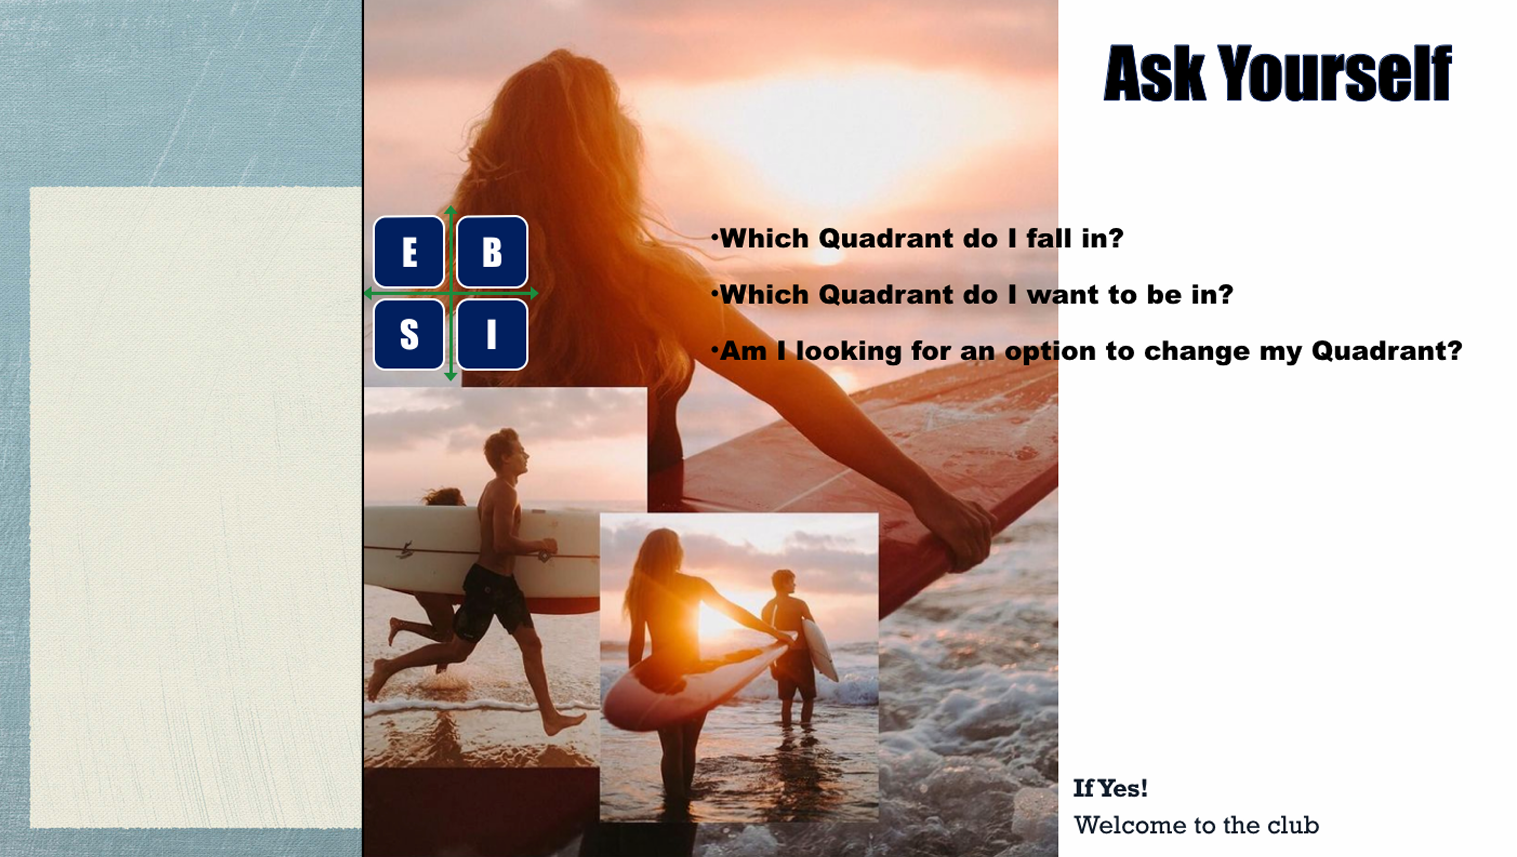 Ask Yourself
E B
S I
•Which Quadrant do I fall in?
•Which Quadrant do I want to be in?
•Am I looking for an option to change my Quadrant?
If Yes!
Welcome to the club